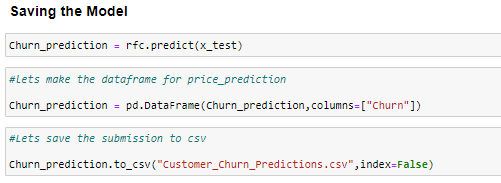 Saving the Model
Churn_prediction = rfc.predict(x_test)
#Lets make the dataframe for price_prediction
Churn_prediction = pd.DataFrame(Churn_prediction,columns=["Churn"])
#Lets save the submission to csv
Churn_prediction.to_csv("Customer_Churn_Predictions.csv",index=False)